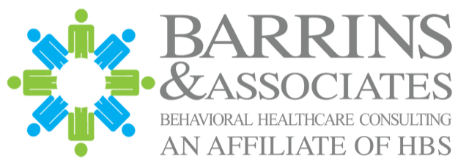 BARRINS
&ASSOCIATES
BEHAVIORAL HEALTHCARE CONSULTING
AN AFFILIATE OF HBS